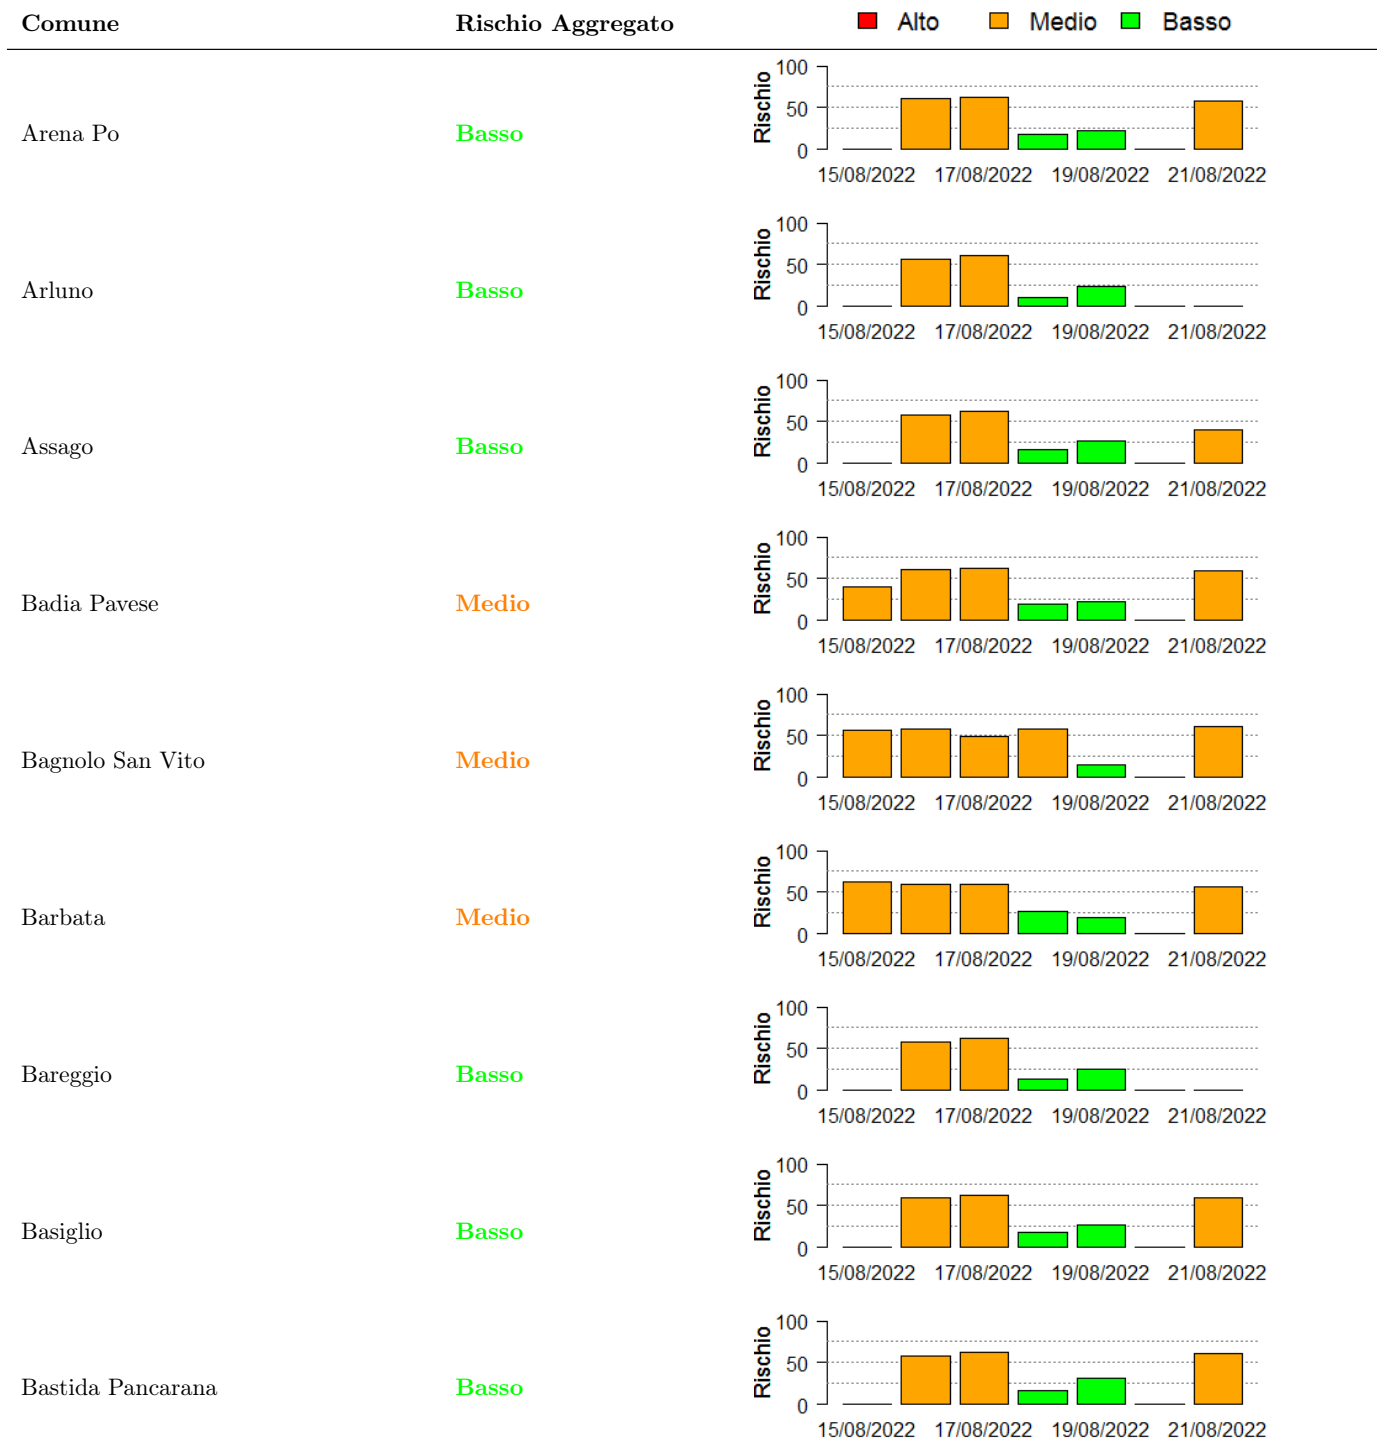 Comune Rischio Aggregato Alto Medio Basso
100
50
0
Rischio
Arena Po Basso
15/08/2022 17/08/2022 19/08/2022 21/08/2022
100
50
0
Rischio
Arluno Basso
15/08/2022 17/08/2022 19/08/2022 21/08/2022
100
50
0
Rischio
Assago Basso
15/08/2022 17/08/2022 19/08/2022 21/08/2022
100
50
0
Rischio
Badia Pavese Medio
15/08/2022 17/08/2022 19/08/2022 21/08/2022
100
50
0
Rischio
Bagnolo San Vito Medio
15/08/2022 17/08/2022 19/08/2022 21/08/2022
100
50
0
Rischio
Barbata Medio
15/08/2022 17/08/2022 19/08/2022 21/08/2022
100
50
0
Rischio
Bareggio Basso
15/08/2022 17/08/2022 19/08/2022 21/08/2022
100
50
0
Rischio
Basiglio Basso
15/08/2022 17/08/2022 19/08/2022 21/08/2022
100
50
0
Rischio
Bastida Pancarana Basso
15/08/2022 17/08/2022 19/08/2022 21/08/2022